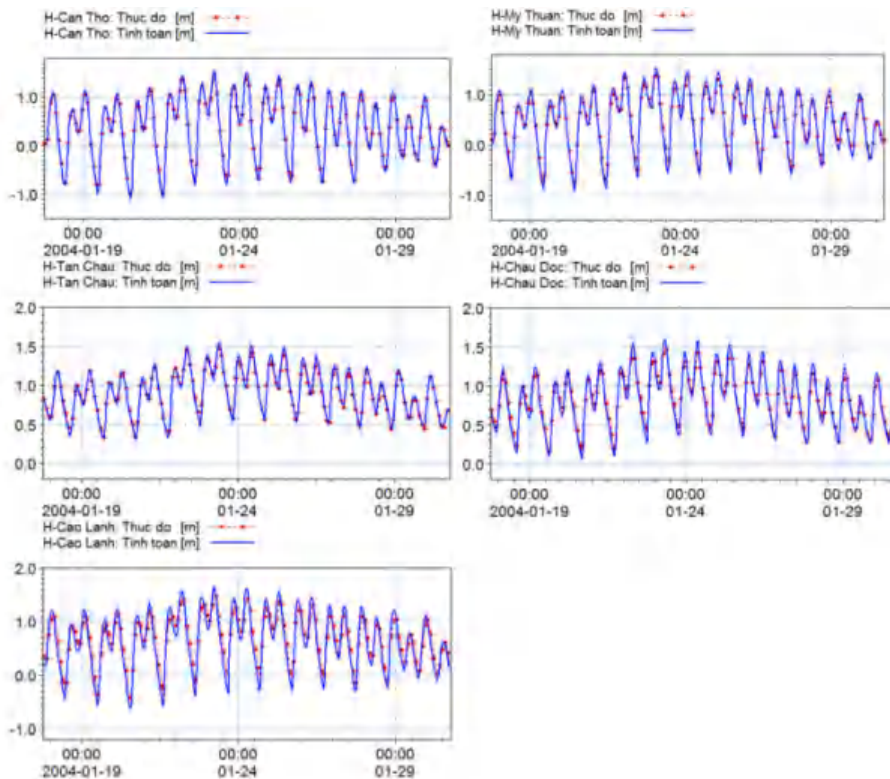 H-Can Tho: Thuc do [m]
H-Can Tho: Tinh toan [m]
1.0
0.0
-1.0
00:00 00:00 00:00
2004-01-19 01-24 01-29
H-My Thuan: Thuc do [m]
H-My Thuan: Tinh toan [m]
1.0
0.0
-1.0
00:00 00:00 00:00
2004-01-19 01-24 01-29
H-Tan Chau: Thuc do [m]
H-Tan Chau: Tinh toan [m]
2.0
1.5
1.0
0.5
0.0
00:00 00:00 00:00
2004-01-19 01-24 01-29
H-Chau Doc: Thuc do [m]
H-Chau Doc: Tinh toan [m]
2.0
1.5
1.0
0.5
0.0
00:00 00:00 00:00
2004-01-19 01-24 01-29
H-Cao Lanh: Thuc do [m]
H-Cao Lanh: Tinh toan [m]
2.0
1.0
0.0
-1.0
00:00 00:00 00:00
2004-01-19 01-24 01-29